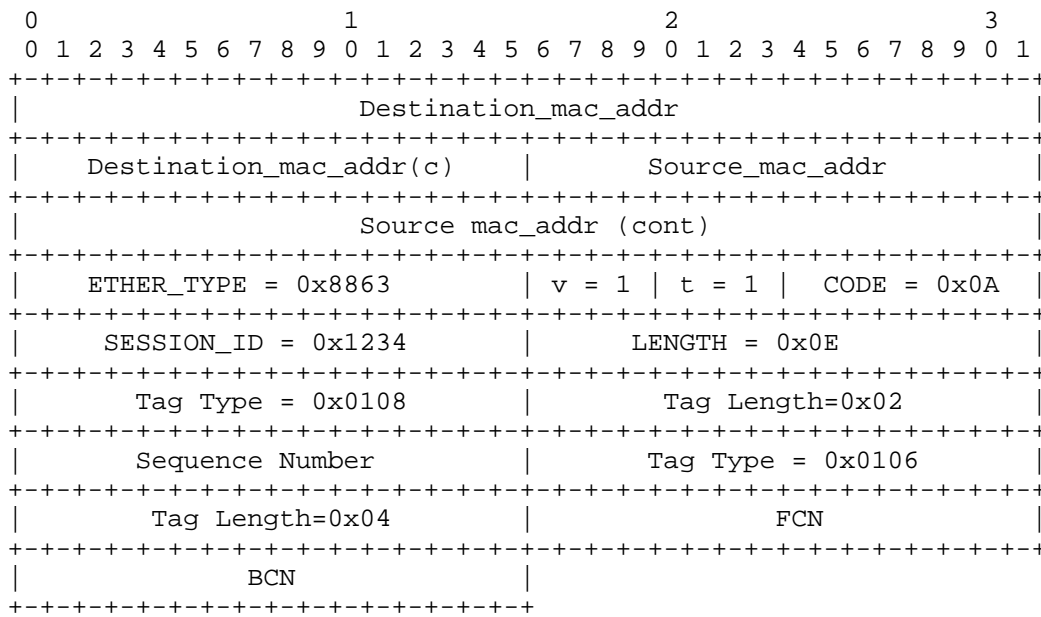 0                   1                   2                   3
 0 1 2 3 4 5 6 7 8 9 0 1 2 3 4 5 6 7 8 9 0 1 2 3 4 5 6 7 8 9 0 1
+-+-+-+-+-+-+-+-+-+-+-+-+-+-+-+-+-+-+-+-+-+-+-+-+-+-+-+-+-+-+-+-+
|                     Destination_mac_addr                      |
+-+-+-+-+-+-+-+-+-+-+-+-+-+-+-+-+-+-+-+-+-+-+-+-+-+-+-+-+-+-+-+-+
|    Destination_mac_addr(c)    |       Source_mac_addr         |
+-+-+-+-+-+-+-+-+-+-+-+-+-+-+-+-+-+-+-+-+-+-+-+-+-+-+-+-+-+-+-+-+
|                     Source mac_addr (cont)                    |
+-+-+-+-+-+-+-+-+-+-+-+-+-+-+-+-+-+-+-+-+-+-+-+-+-+-+-+-+-+-+-+-+
|    ETHER_TYPE = 0x8863        | v = 1 | t = 1 |  CODE = 0x0A  |
+-+-+-+-+-+-+-+-+-+-+-+-+-+-+-+-+-+-+-+-+-+-+-+-+-+-+-+-+-+-+-+-+
|     SESSION_ID = 0x1234       |      LENGTH = 0x0E            |
+-+-+-+-+-+-+-+-+-+-+-+-+-+-+-+-+-+-+-+-+-+-+-+-+-+-+-+-+-+-+-+-+
|       Tag Type = 0x0108       |        Tag Length=0x02        |
+-+-+-+-+-+-+-+-+-+-+-+-+-+-+-+-+-+-+-+-+-+-+-+-+-+-+-+-+-+-+-+-+
|       Sequence Number         |       Tag Type = 0x0106       |
+-+-+-+-+-+-+-+-+-+-+-+-+-+-+-+-+-+-+-+-+-+-+-+-+-+-+-+-+-+-+-+-+
|        Tag Length=0x04        |               FCN             |
+-+-+-+-+-+-+-+-+-+-+-+-+-+-+-+-+-+-+-+-+-+-+-+-+-+-+-+-+-+-+-+-+
|              BCN              |
+-+-+-+-+-+-+-+-+-+-+-+-+-+-+-+-+